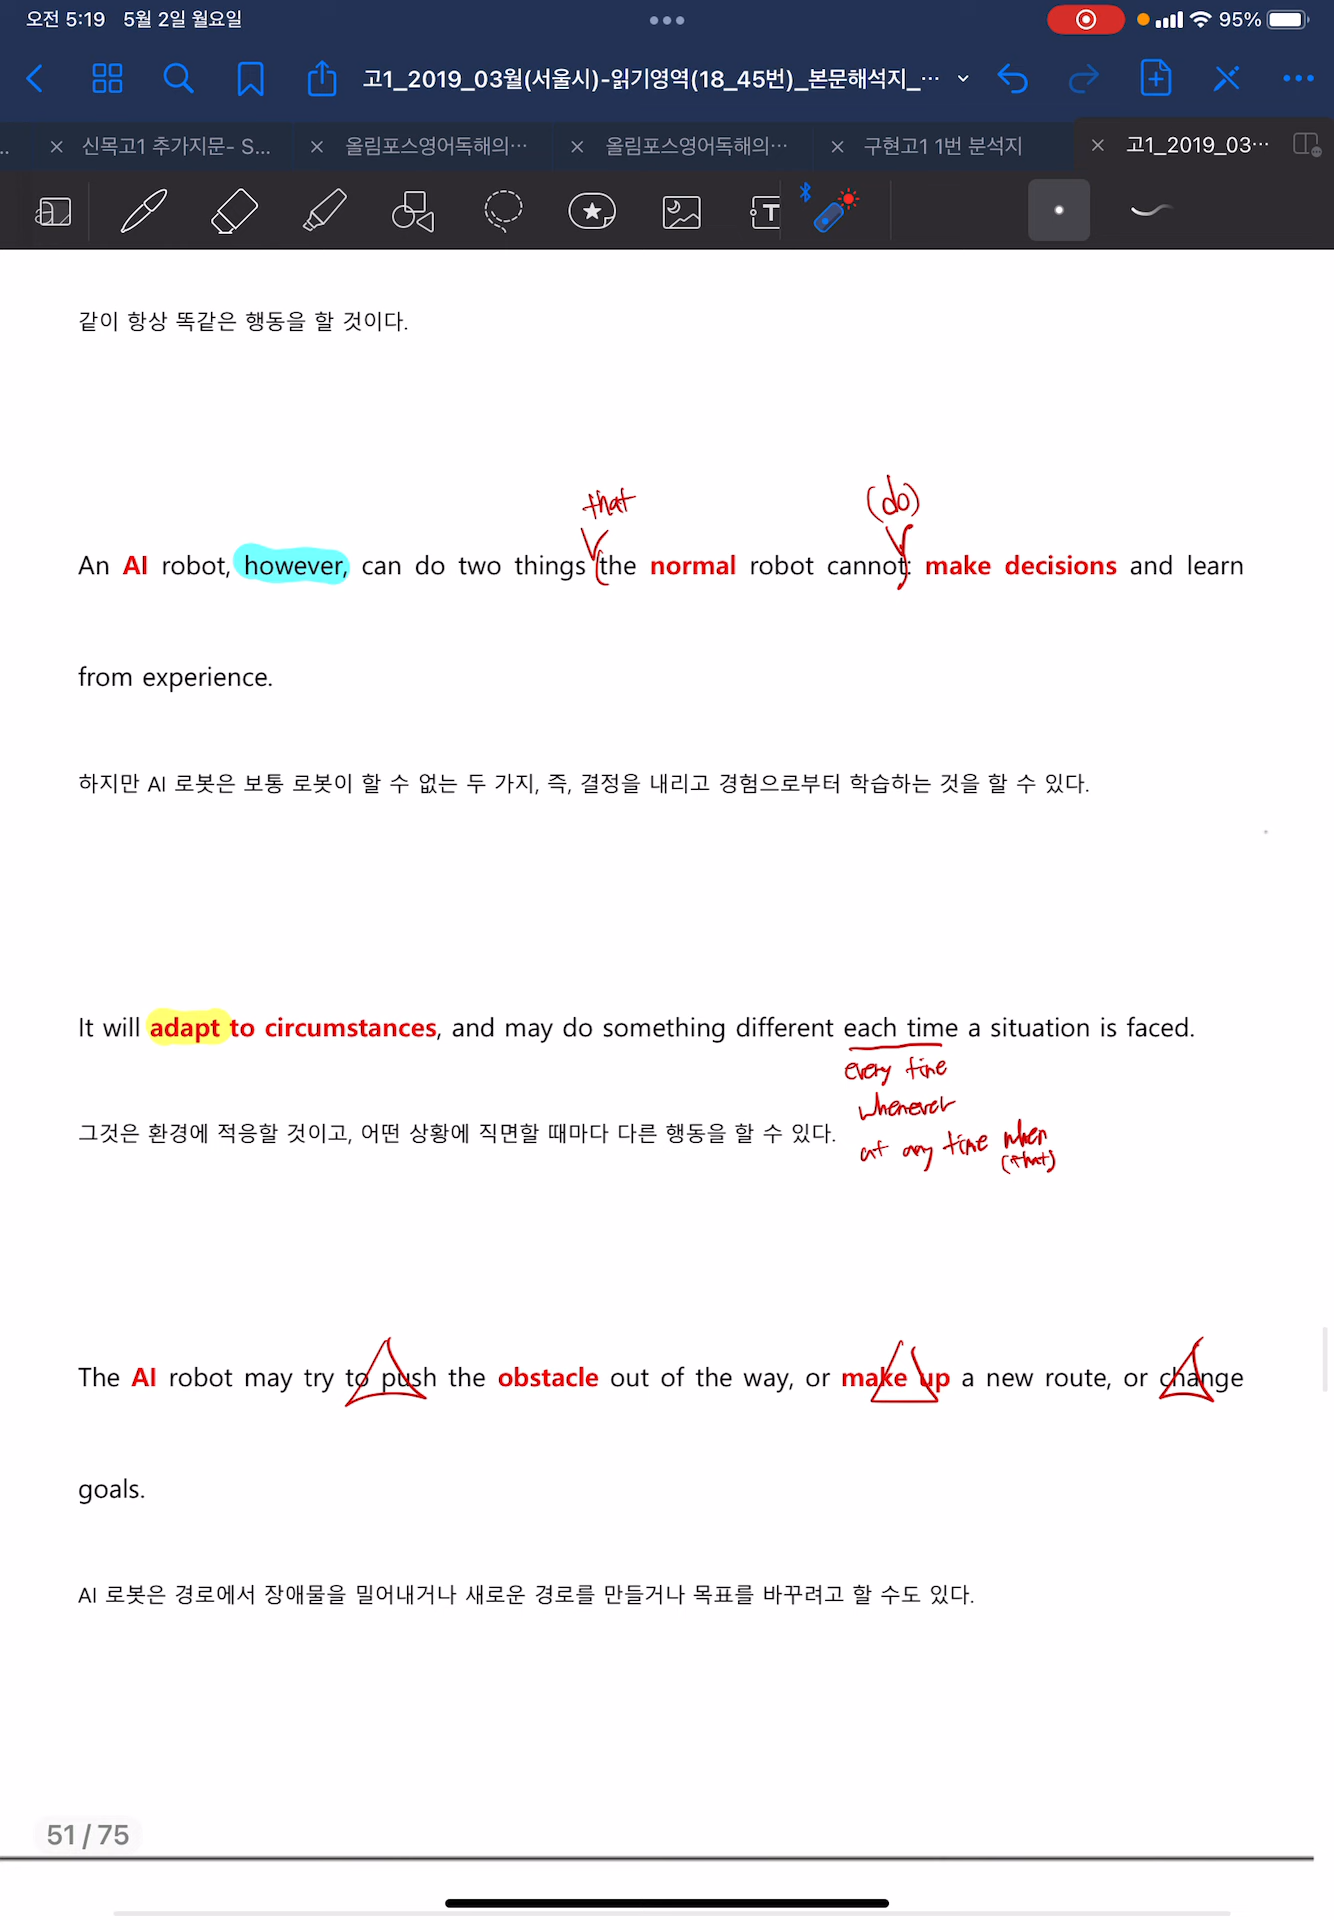 오전 5:19 5월 2일 월요일
95%
고1_2019_03월(서울시)-읽기영역(18_45번)_본문해석지_…
신목고1 추가지문- S...
올림포스영어독해의…
올림포스영어독해의…
구현고1 1번 분석지
고1_2019_03…
같이 항상 똑같은 행동을 할 것이다.
that
(do)
An AI robot, however, can do two things the normal robot cannot: make decisions and learn
from experience.
하지만 AI 로봇은 보통 로봇이 할 수 없는 두 가지, 즉, 결정을 내리고 경험으로부터 학습하는 것을 할 수 있다.
It will adapt to circumstances, and may do something different each time a situation is faced.
every time
whenever
그것은 환경에 적응할 것이고, 어떤 상황에 직면할 때마다 다른 행동을 할 수 있다.
at any time when
(that)
The AI robot may try to push the obstacle out of the way, or make up a new route, or change
goals.
AI 로봇은 경로에서 장애물을 밀어내거나 새로운 경로를 만들거나 목표를 바꾸려고 할 수도 있다.
51 / 75